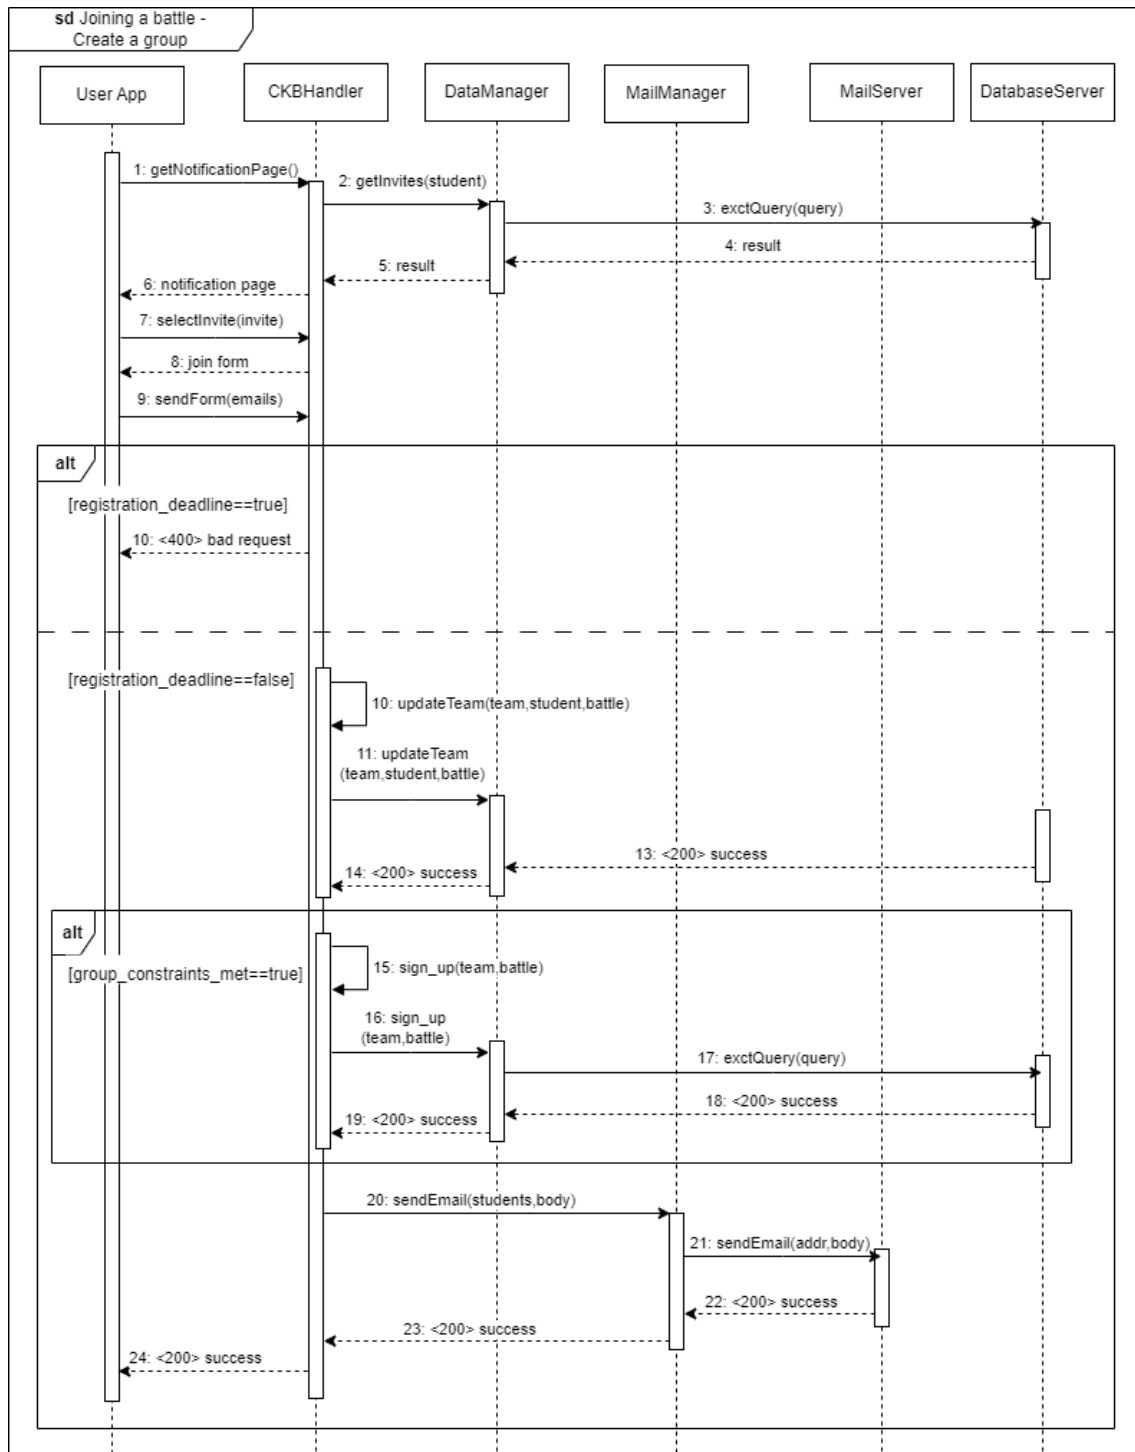 sd Joining a battle -
Create a group
User App
CKBHandler
DataManager
MailManager
MailServer
DatabaseServer
1: getNotificationPage()
2: getInvites(student)
3: exctQuery(query)
4: result
5: result
6: notification page
7: selectInvite(invite)
8: join form
9: sendForm(emails)
alt
[registration_deadline==true]
10: <400> bad request
[registration_deadline==false]
10: updateTeam(team,student,battle)
11: updateTeam
(team,student,battle)
13: <200> success
14: <200> success
alt
[group_constraints_met==true]
15: sign_up(team,battle)
16: sign_up
(team,battle)
17: exctQuery(query)
18: <200> success
19: <200> success
20: sendEmail(students,body)
21: sendEmail(addr,body)
22: <200> success
23: <200> success
24: <200> success